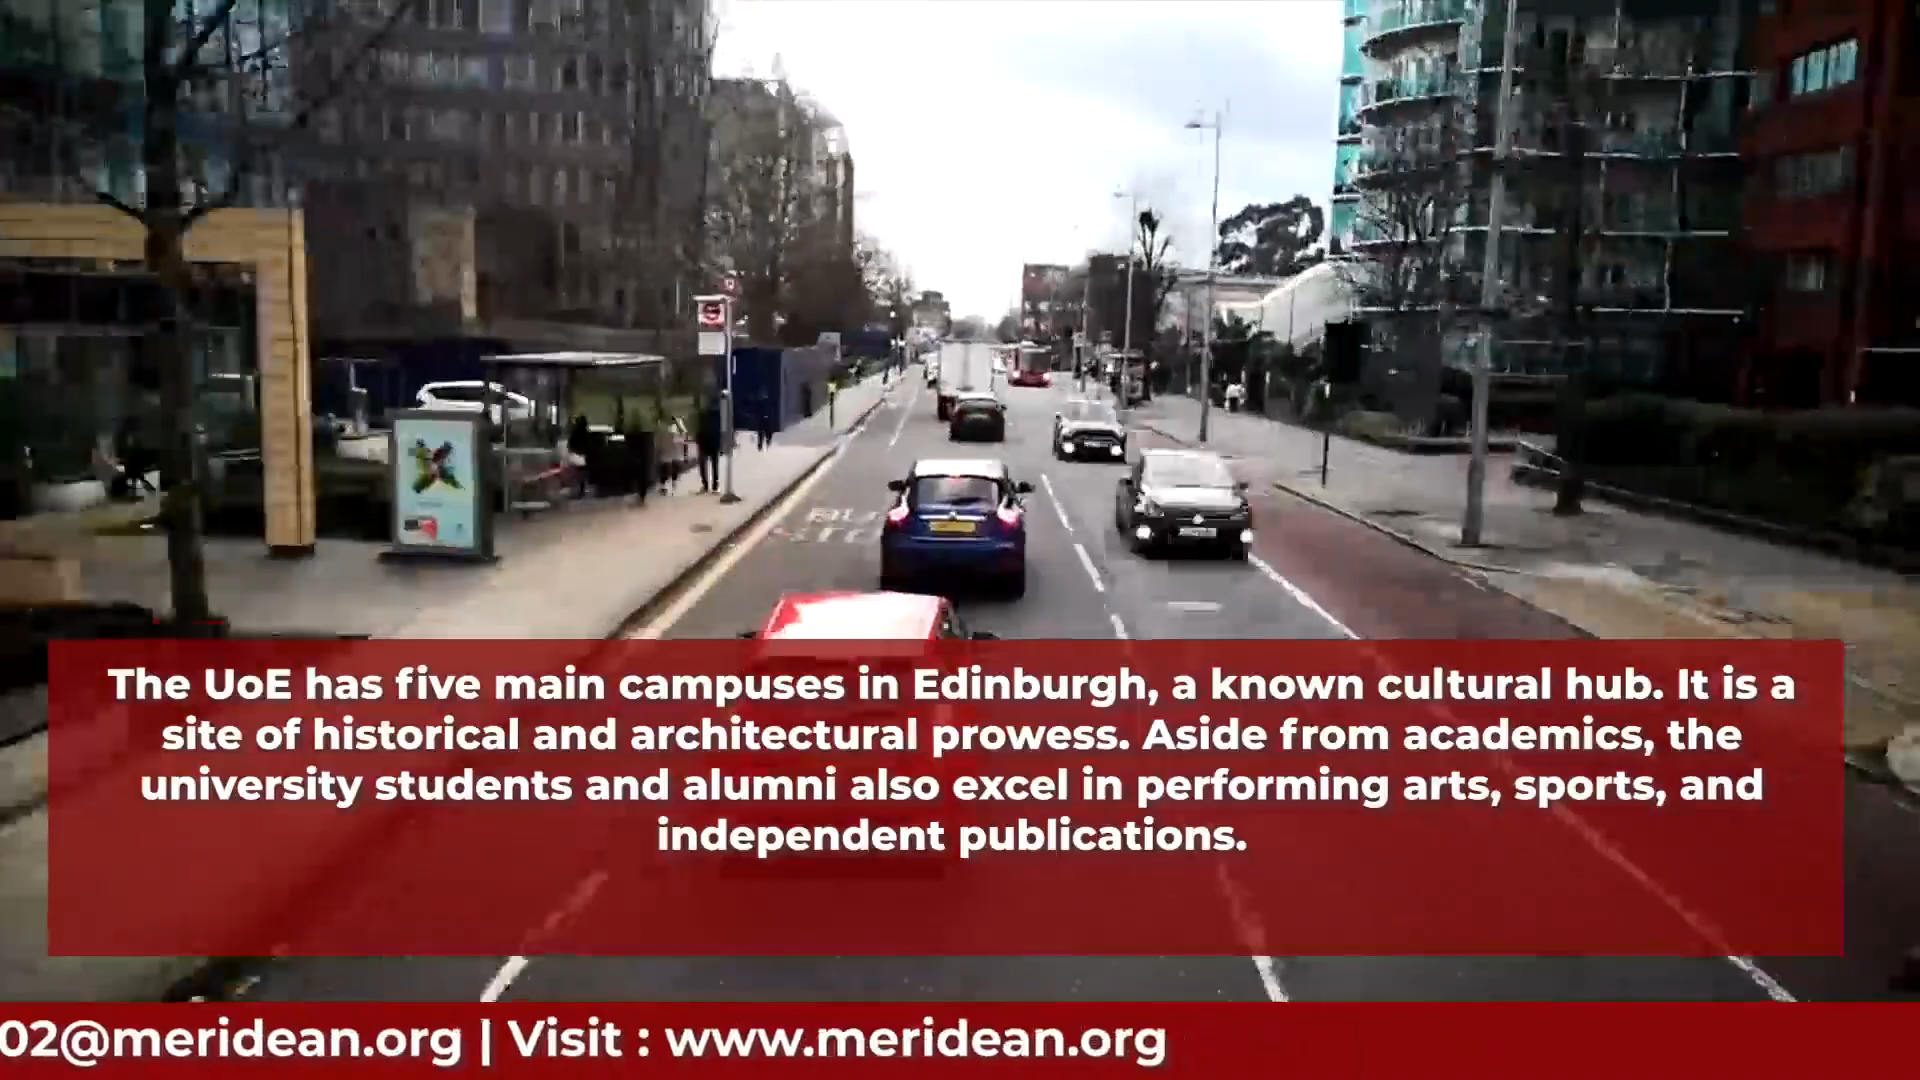 The UoE has five main campuses in Edinburgh, a known cultural hub. It is a
site of historical and architectural prowess. Aside from academics, the
university students and alumni also excel in performing arts, sports, and
independent publications.
02@meridean.org | Visit : www.meridean.org